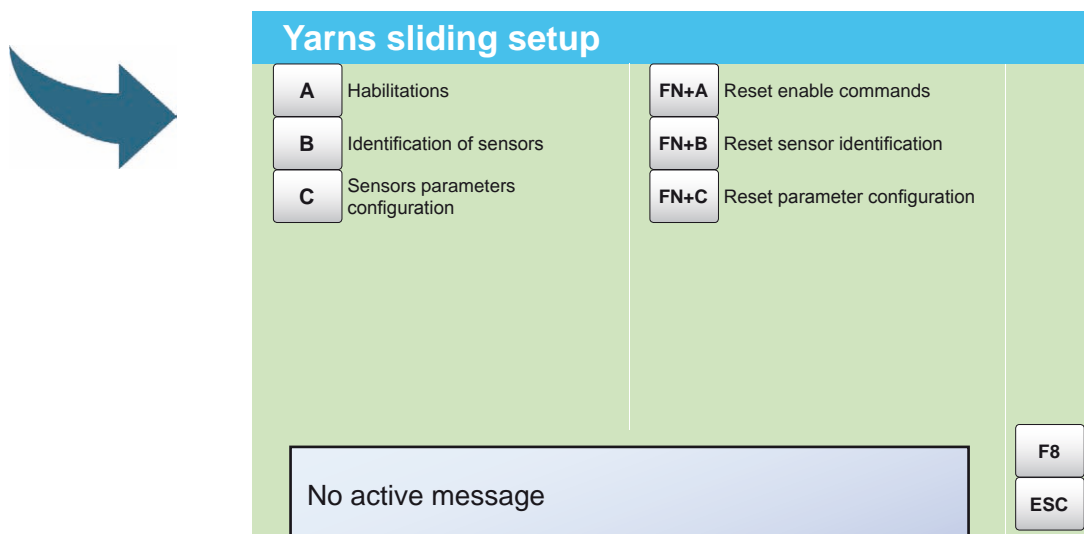 Yarns sliding setup
A Habilitations
B Identification of sensors
C Sensors parameters
configuration
FN+A Reset enable commands
FN+B Reset sensor identification
FN+C Reset parameter configuration
No active message
F8
ESC